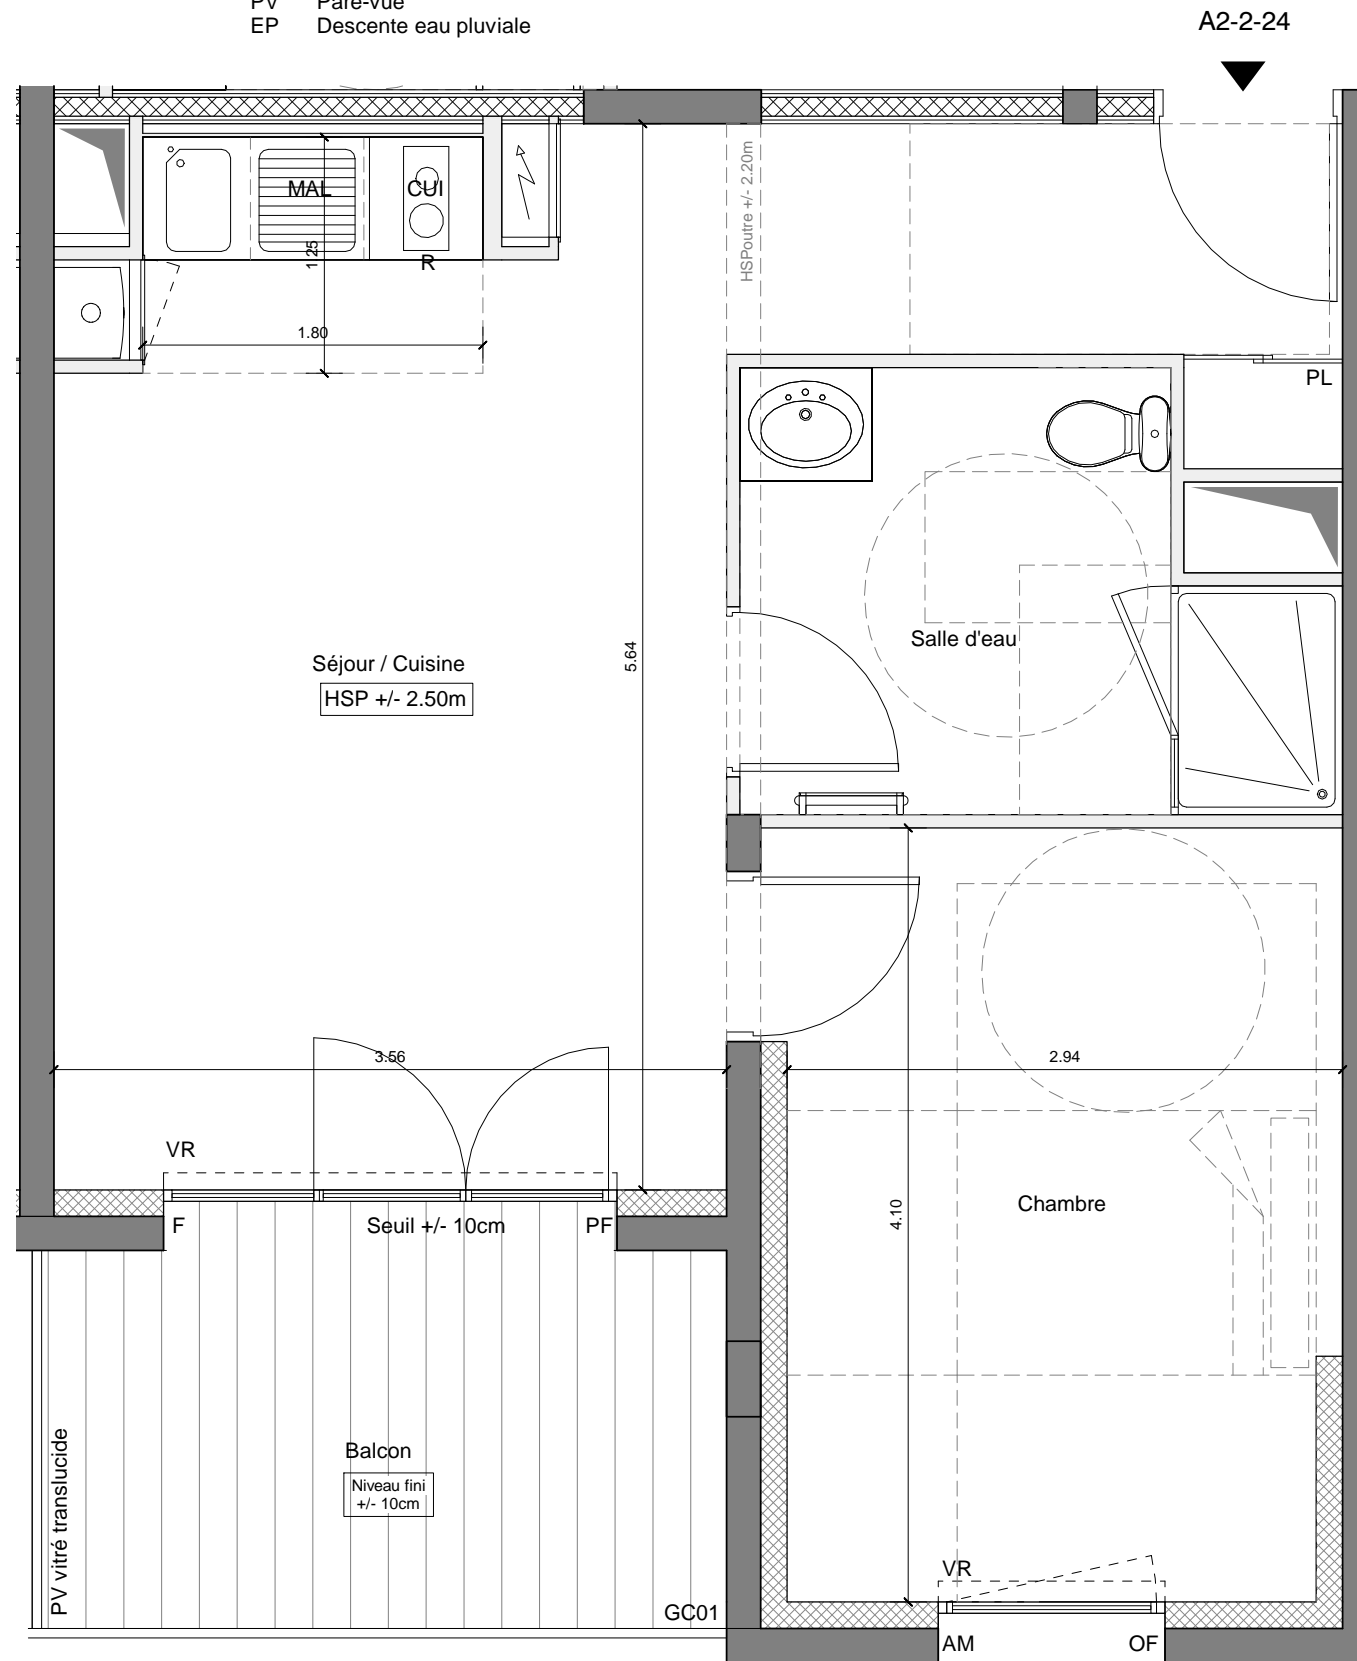 PV Pare-vue
EP Descente eau pluviale
A2-2-24
HSPoutre +/- 2.20m
MAL
CUI
1.25
R
1.80
PL
5.64
Salle d'eau
Séjour / Cuisine
HSP +/- 2.50m
3.56
2.94
VR
F
Seuil +/- 10cm
PF
4.10
Chambre
Balcon
Niveau fini
+/- 10cm
PV vitré translucide
GC01
VR
AM
OF